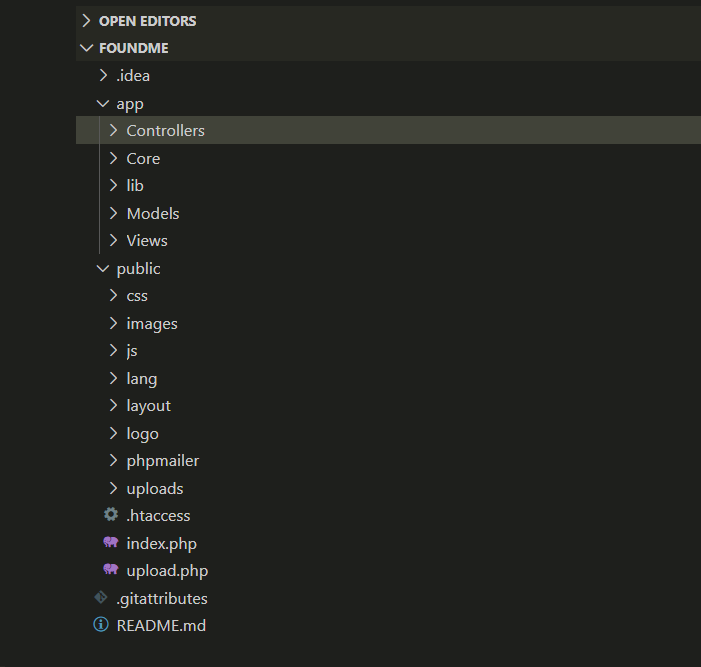 OPEN EDITORS
FOUNDME
.idea
app
Controllers
Core
lib
Models
Views
public
css
images
js
lang
layout
logo
phpmailer
uploads
.htaccess
index.php
upload.php
.gitattributes
README.md